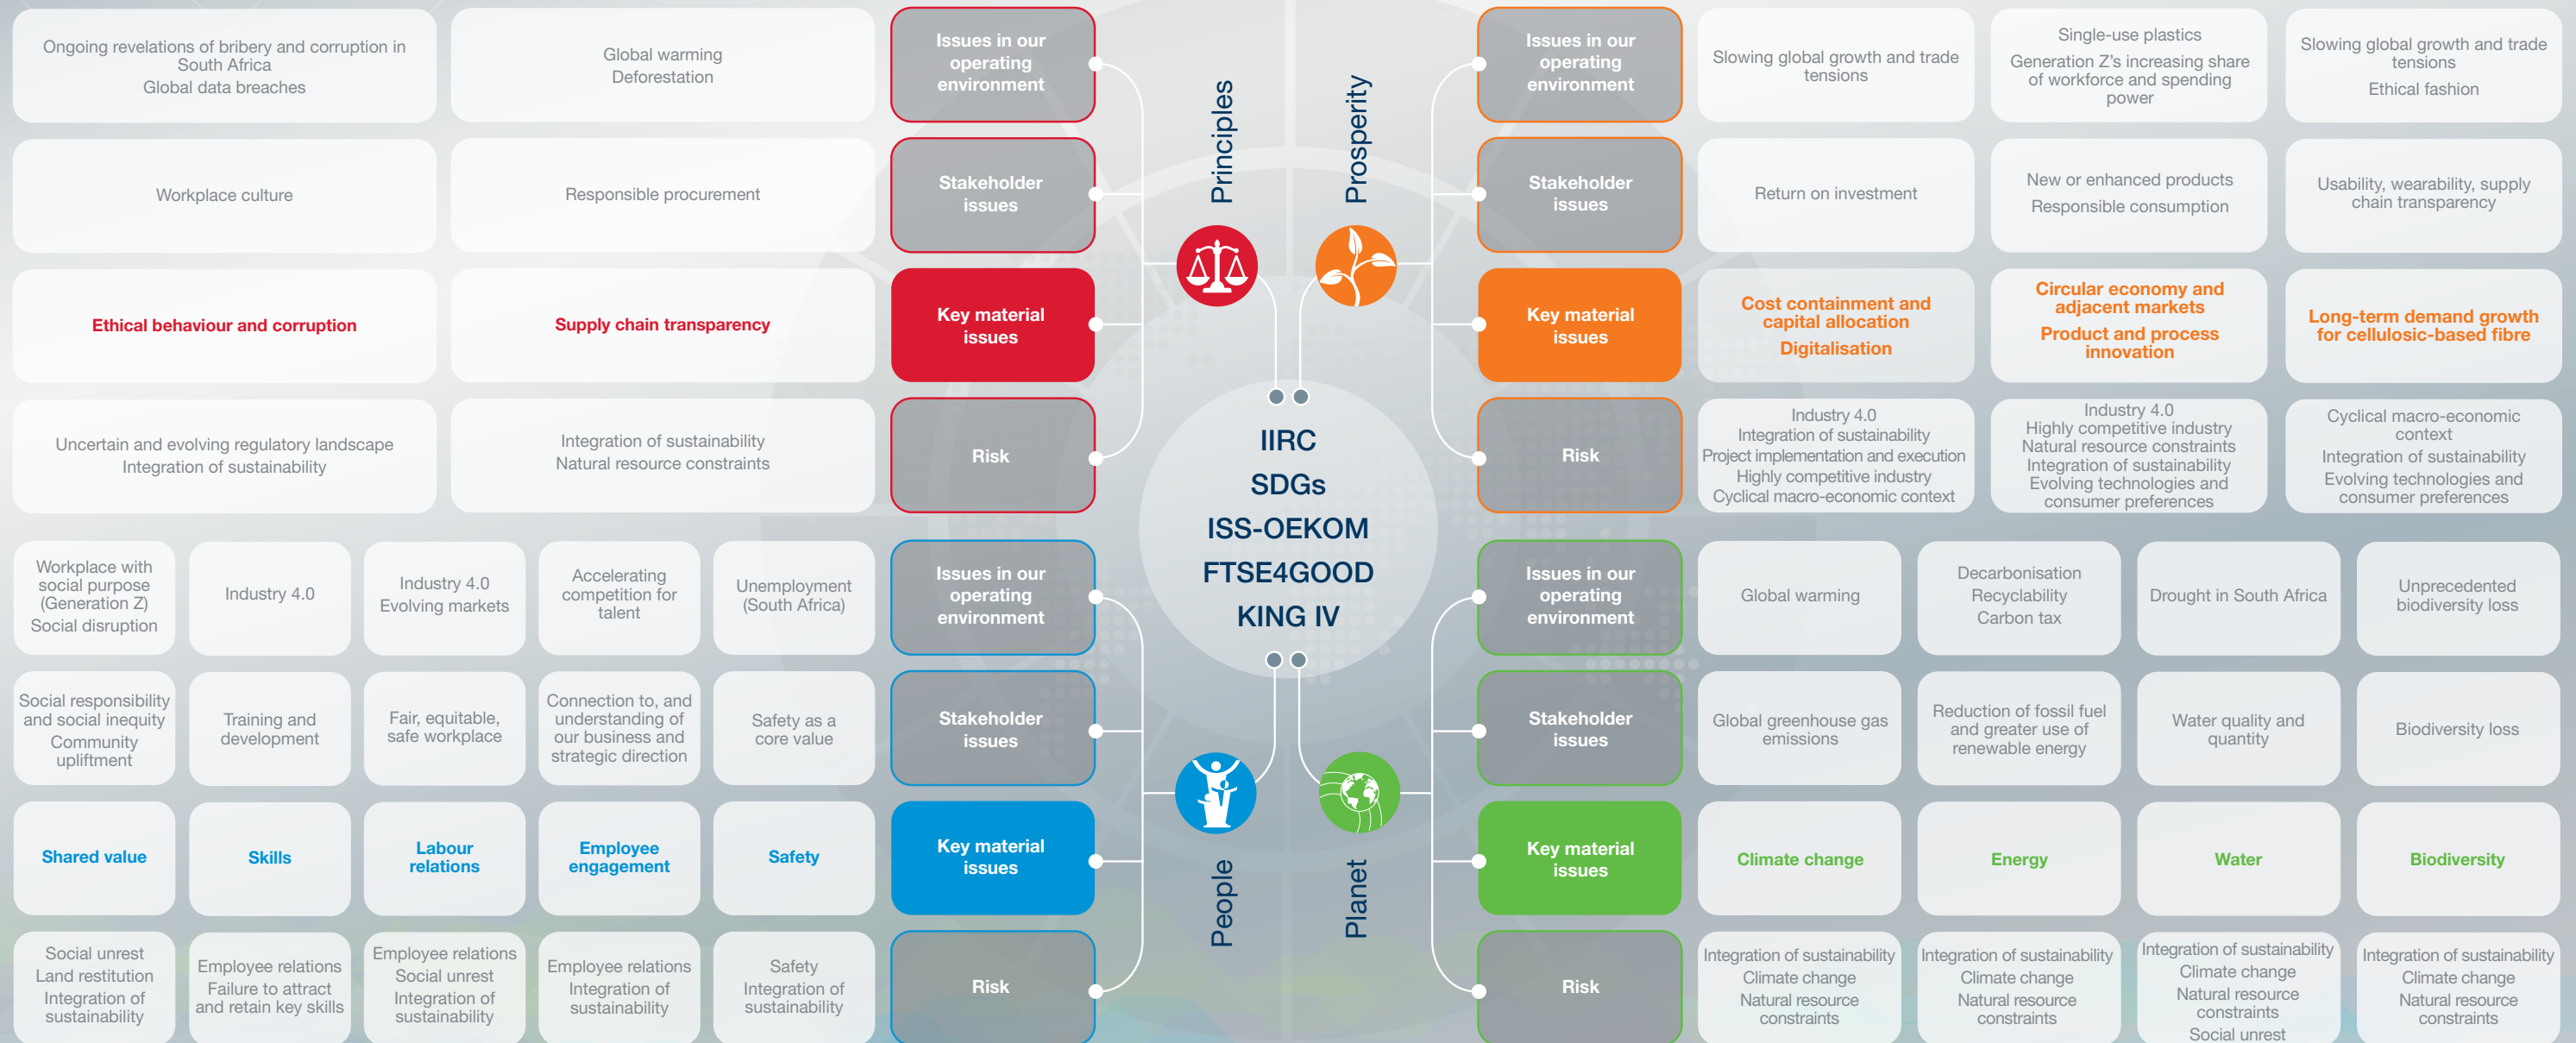 Ongoing revelations of bribery and corruption in
South Africa
Global data breaches
Global warming
Deforestation
Issues in our
operating
environment
Workplace culture
Responsible procurement
Stakeholder
issues
Ethical behaviour and corruption
Supply chain transparency
Key material
issues
Uncertain and evolving regulatory landscape
Integration of sustainability
Integration of sustainability
Natural resource constraints
Risk
Principles
Prosperity
Issues in our
operating
environment
Slowing global growth and trade
tensions
Single-use plastics
Generation Z's increasing share
of workforce and spending
power
Slowing global growth and trade
tensions
Ethical fashion
Stakeholder
issues
Return on investment
New or enhanced products
Responsible consumption
Usability, wearability, supply
chain transparency
Key material
issues
Cost containment and
capital allocation
Digitalisation
Circular economy and
adjacent markets
Product and process
innovation
Long-term demand growth
for cellulosic-based fibre
Risk
Industry 4.0
Integration of sustainability
Project implementation and execution
Highly competitive industry
Cyclical macro-economic context
Industry 4.0
Highly competitive industry
Natural resource constraints
Integration of sustainability
Evolving technologies and
consumer preferences
Cyclical macro-economic
context
Integration of sustainability
Evolving technologies and
consumer preferences
IIRC
SDGs
ISS-OEKOM
FTSE4GOOD
KING IV
Workplace with
social purpose
(Generation Z)
Social disruption
Industry 4.0
Industry 4.0
Evolving markets
Accelerating
competition for
talent
Unemployment
(South Africa)
Issues in our
operating
environment
Social responsibility
and social inequity
Community
upliftment
Training and
development
Fair, equitable,
safe workplace
Connection to, and
understanding of
our business and
strategic direction
Safety as a
core value
Stakeholder
issues
Shared value
Skills
Labour
relations
Employee
engagement
Safety
Key material
issues
Social unrest
Land restitution
Integration of
sustainability
Employee relations
Failure to attract
and retain key skills
Employee relations
Social unrest
Integration of
sustainability
Employee relations
Integration of
sustainability
Safety
Integration of
sustainability
Risk
People
Planet
Issues in our
operating
environment
Global warming
Decarbonisation
Recyclability
Carbon tax
Drought in South Africa
Unprecedented
biodiversity loss
Stakeholder
issues
Global greenhouse gas
emissions
Reduction of fossil fuel
and greater use of
renewable energy
Water quality and
quantity
Biodiversity loss
Key material
issues
Climate change
Energy
Water
Biodiversity
Risk
Integration of sustainability
Climate change
Natural resource
constraints
Integration of sustainability
Climate change
Natural resource
constraints
Integration of sustainability
Climate change
Natural resource
constraints
Social unrest
Integration of sustainability
Climate change
Natural resource
constraints